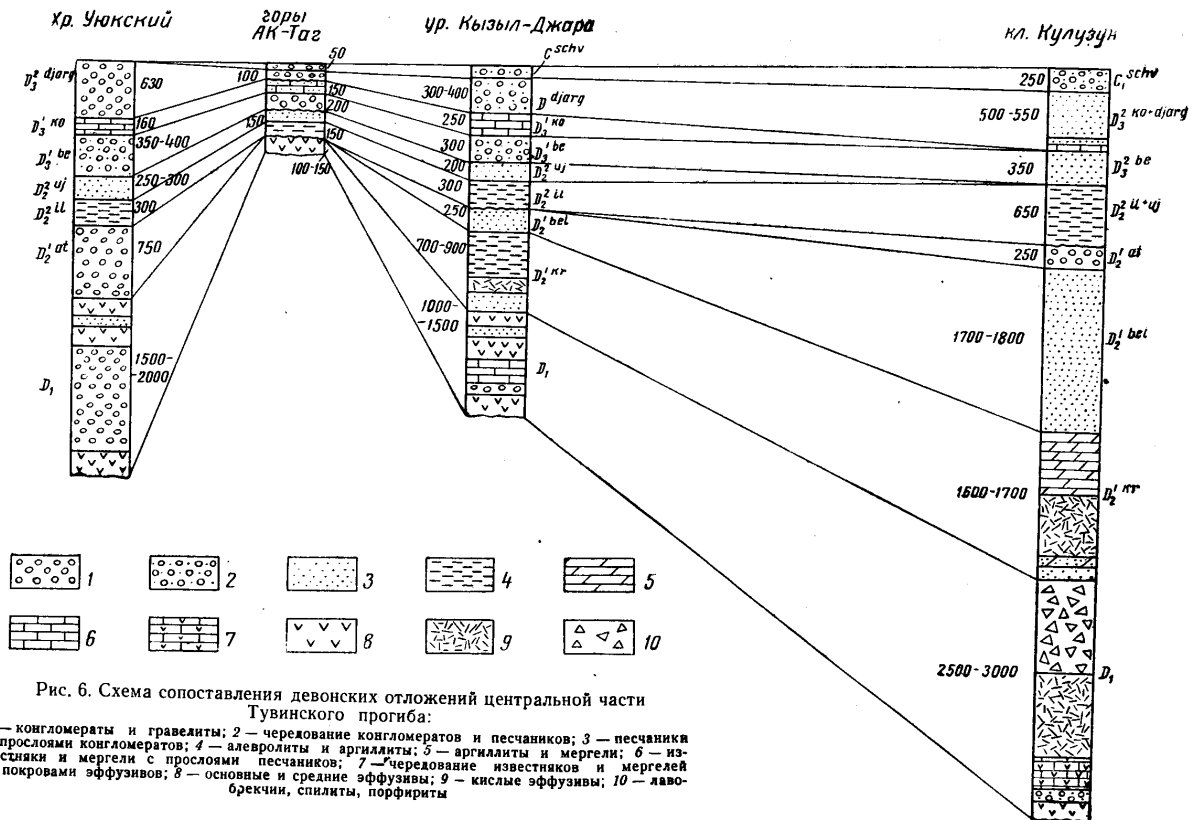 хр. Уюкский
горы
АК-Таг
ур. Кызыл-Джара
кл. Кулузун
D₃² djarg
630
D₃¹ ко
160
D₃¹ be
350-400
D₂² uj
250-300
D₂² il
300
D₂¹ at
750
D₁
1500-
-2000
50
100
150
200
150
150
100-150
C schv
300-400
D djarg
250
D₃¹ ко
300
D₃¹ be
200
D₂² uj
300
D₂² il
250
D₂¹ bel
700-900
D₂¹ кr
1000-
-1500
D₁
250
C₁ schv
500-550
D₃² ko+djarg
350
D₃² be
650
D₂² il+uj
250
D₂¹ at
1700-1800
D₂¹ bel
1600-1700
D₂¹ кr
2500-3000
D₁
1
2
3
4
5
6
7
8
9
10
Рис. 6. Схема сопоставления девонских отложений центральной части
Тувинского прогиба:
— конгломераты и гравелиты; 2 — чередование конгломератов и песчаников; 3 — песчаники
прослоями конгломератов; 4 — алевролиты и аргиллиты; 5 — аргиллиты и мергели; 6 — из-
стняки и мергели с прослоями песчаников; 7 — чередование известняков и мергелей
покровами эффузивов; 8 — основные и средние эффузивы; 9 — кислые эффузивы; 10 — лаво-
брекчии, спилиты, порфириты